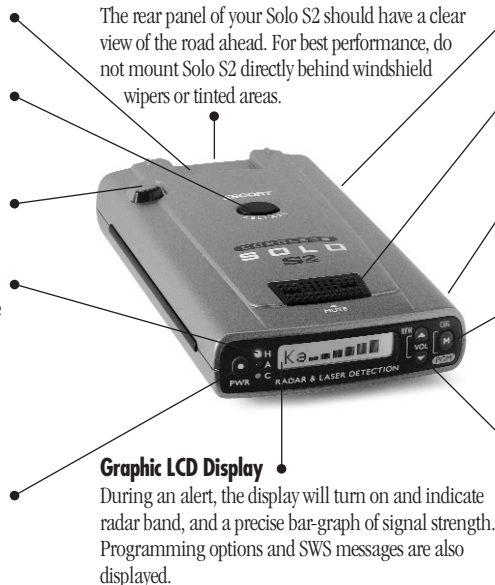 The rear panel of your Solo S2 should have a clear
view of the road ahead. For best performance, do
not mount Solo S2 directly behind windshield
wipers or tinted areas.
ESCORT
CORDLESS
SOLO
S2
MUTE
H
A
C
PWR
Ka
VOL
M
PGM
RADAR & LASER DETECTION
Graphic LCD Display
During an alert, the display will turn on and indicate
radar band, and a precise bar-graph of signal strength.
Programming options and SWS messages are also
displayed.